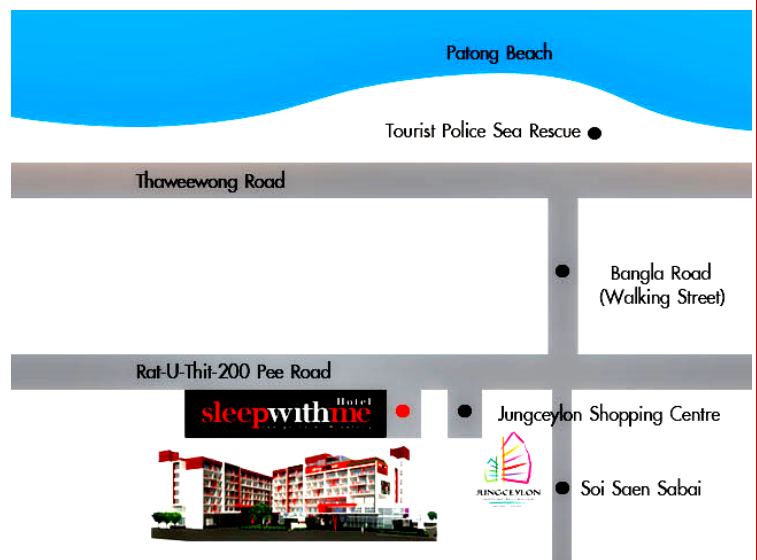 Patong Beach
Tourist Police Sea Rescue
Thaweewong Road
Bangla Road
(Walking Street)
Rat-U-Thit-200 Pee Road
Hotel
sleepwithme
Jungceylon Shopping Centre
JUNGCEYLON
Soi Saen Sabai